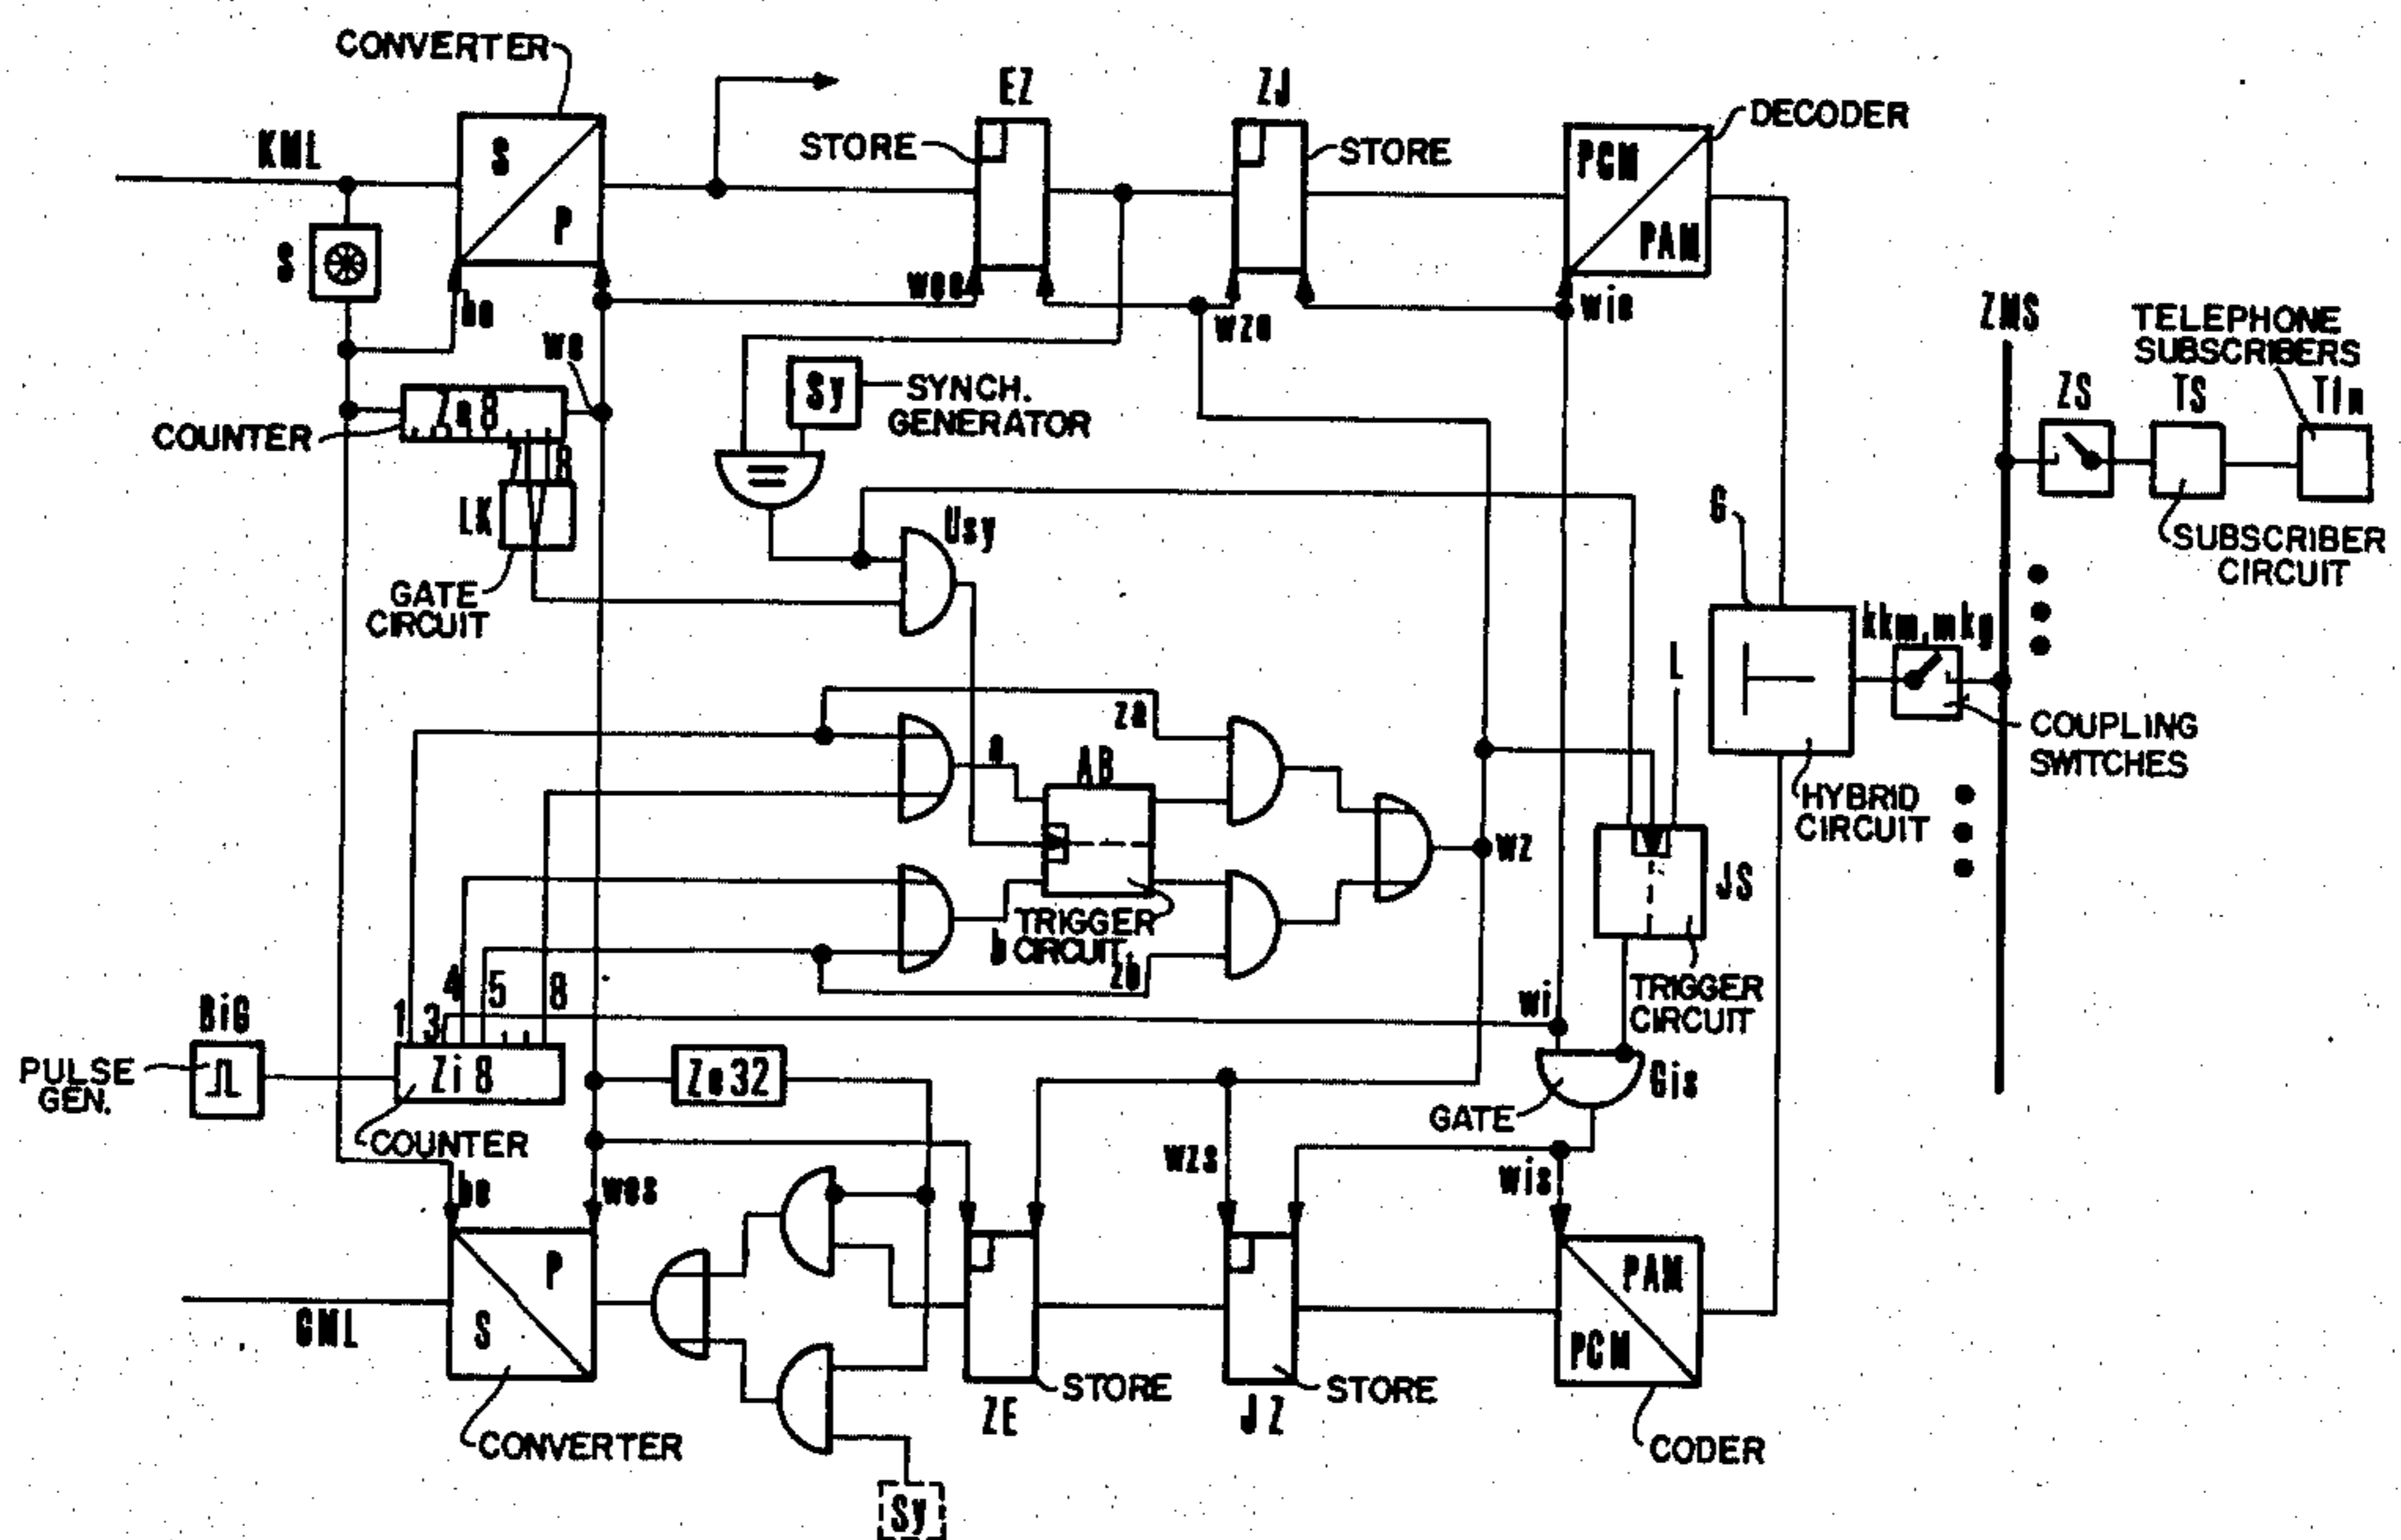 CONVERTER
EZ
ZJ
DECODER
STORE
STORE
KML
S
P
PCM
PAM
S
be
wee
wze
wie
ZMS
TELEPHONE
SUBSCRIBERS
we
Sy
SYNCH.
GENERATOR
ZS
TS
Tln
Ze8
COUNTER
7
8
LK
Usy
G
SUBSCRIBER
CIRCUIT
GATE
CIRCUIT
kkm, mkg
L
za
a
AB
COUPLING
SWITCHES
HYBRID
CIRCUIT
wz
JS
TRIGGER
CIRCUIT
b
zb
4
5
8
TRIGGER
CIRCUIT
BiG
1
3
wi
PULSE
GEN.
Zi8
Ze32
Gis
GATE
COUNTER
be
wes
wzs
wis
P
S
PAM
PCM
GML
STORE
STORE
ZE
JZ
CONVERTER
CODER
Sy